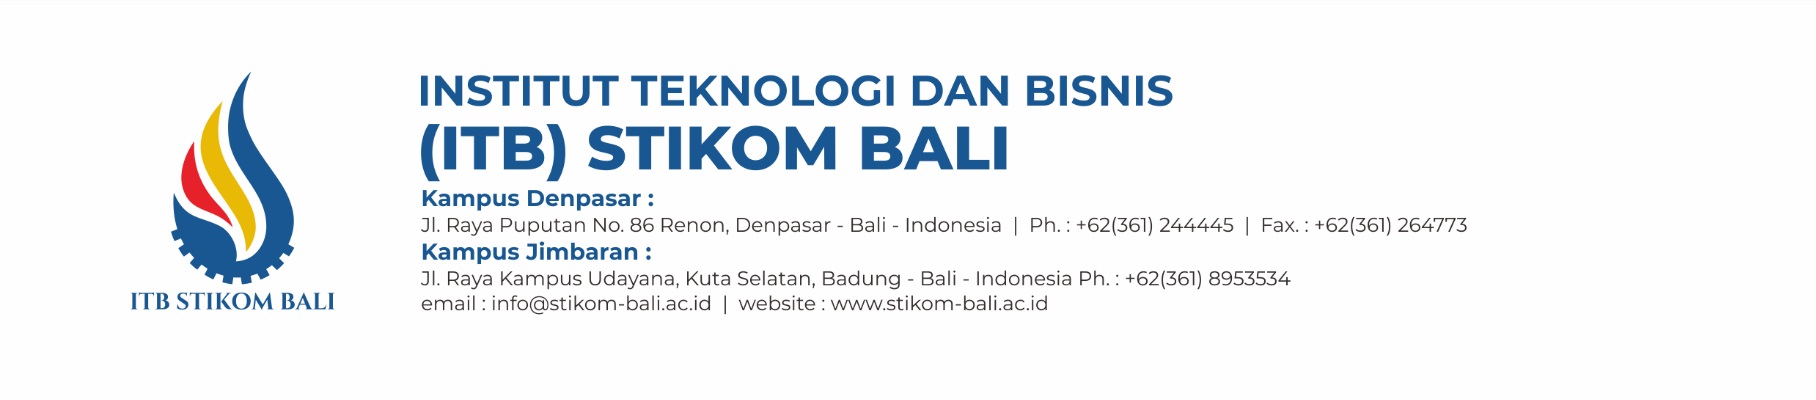 ITB STIKOM BALI
INSTITUT TEKNOLOGI DAN BISNIS
(ITB) STIKOM BALI
Kampus Denpasar :
Jl. Raya Puputan No. 86 Renon, Denpasar - Bali - Indonesia | Ph. : +62(361) 244445 | Fax. : +62(361) 264773
Kampus Jimbaran :
Jl. Raya Kampus Udayana, Kuta Selatan, Badung - Bali - Indonesia Ph. : +62(361) 8953534
email : info@stikom-bali.ac.id | website : www.stikom-bali.ac.id